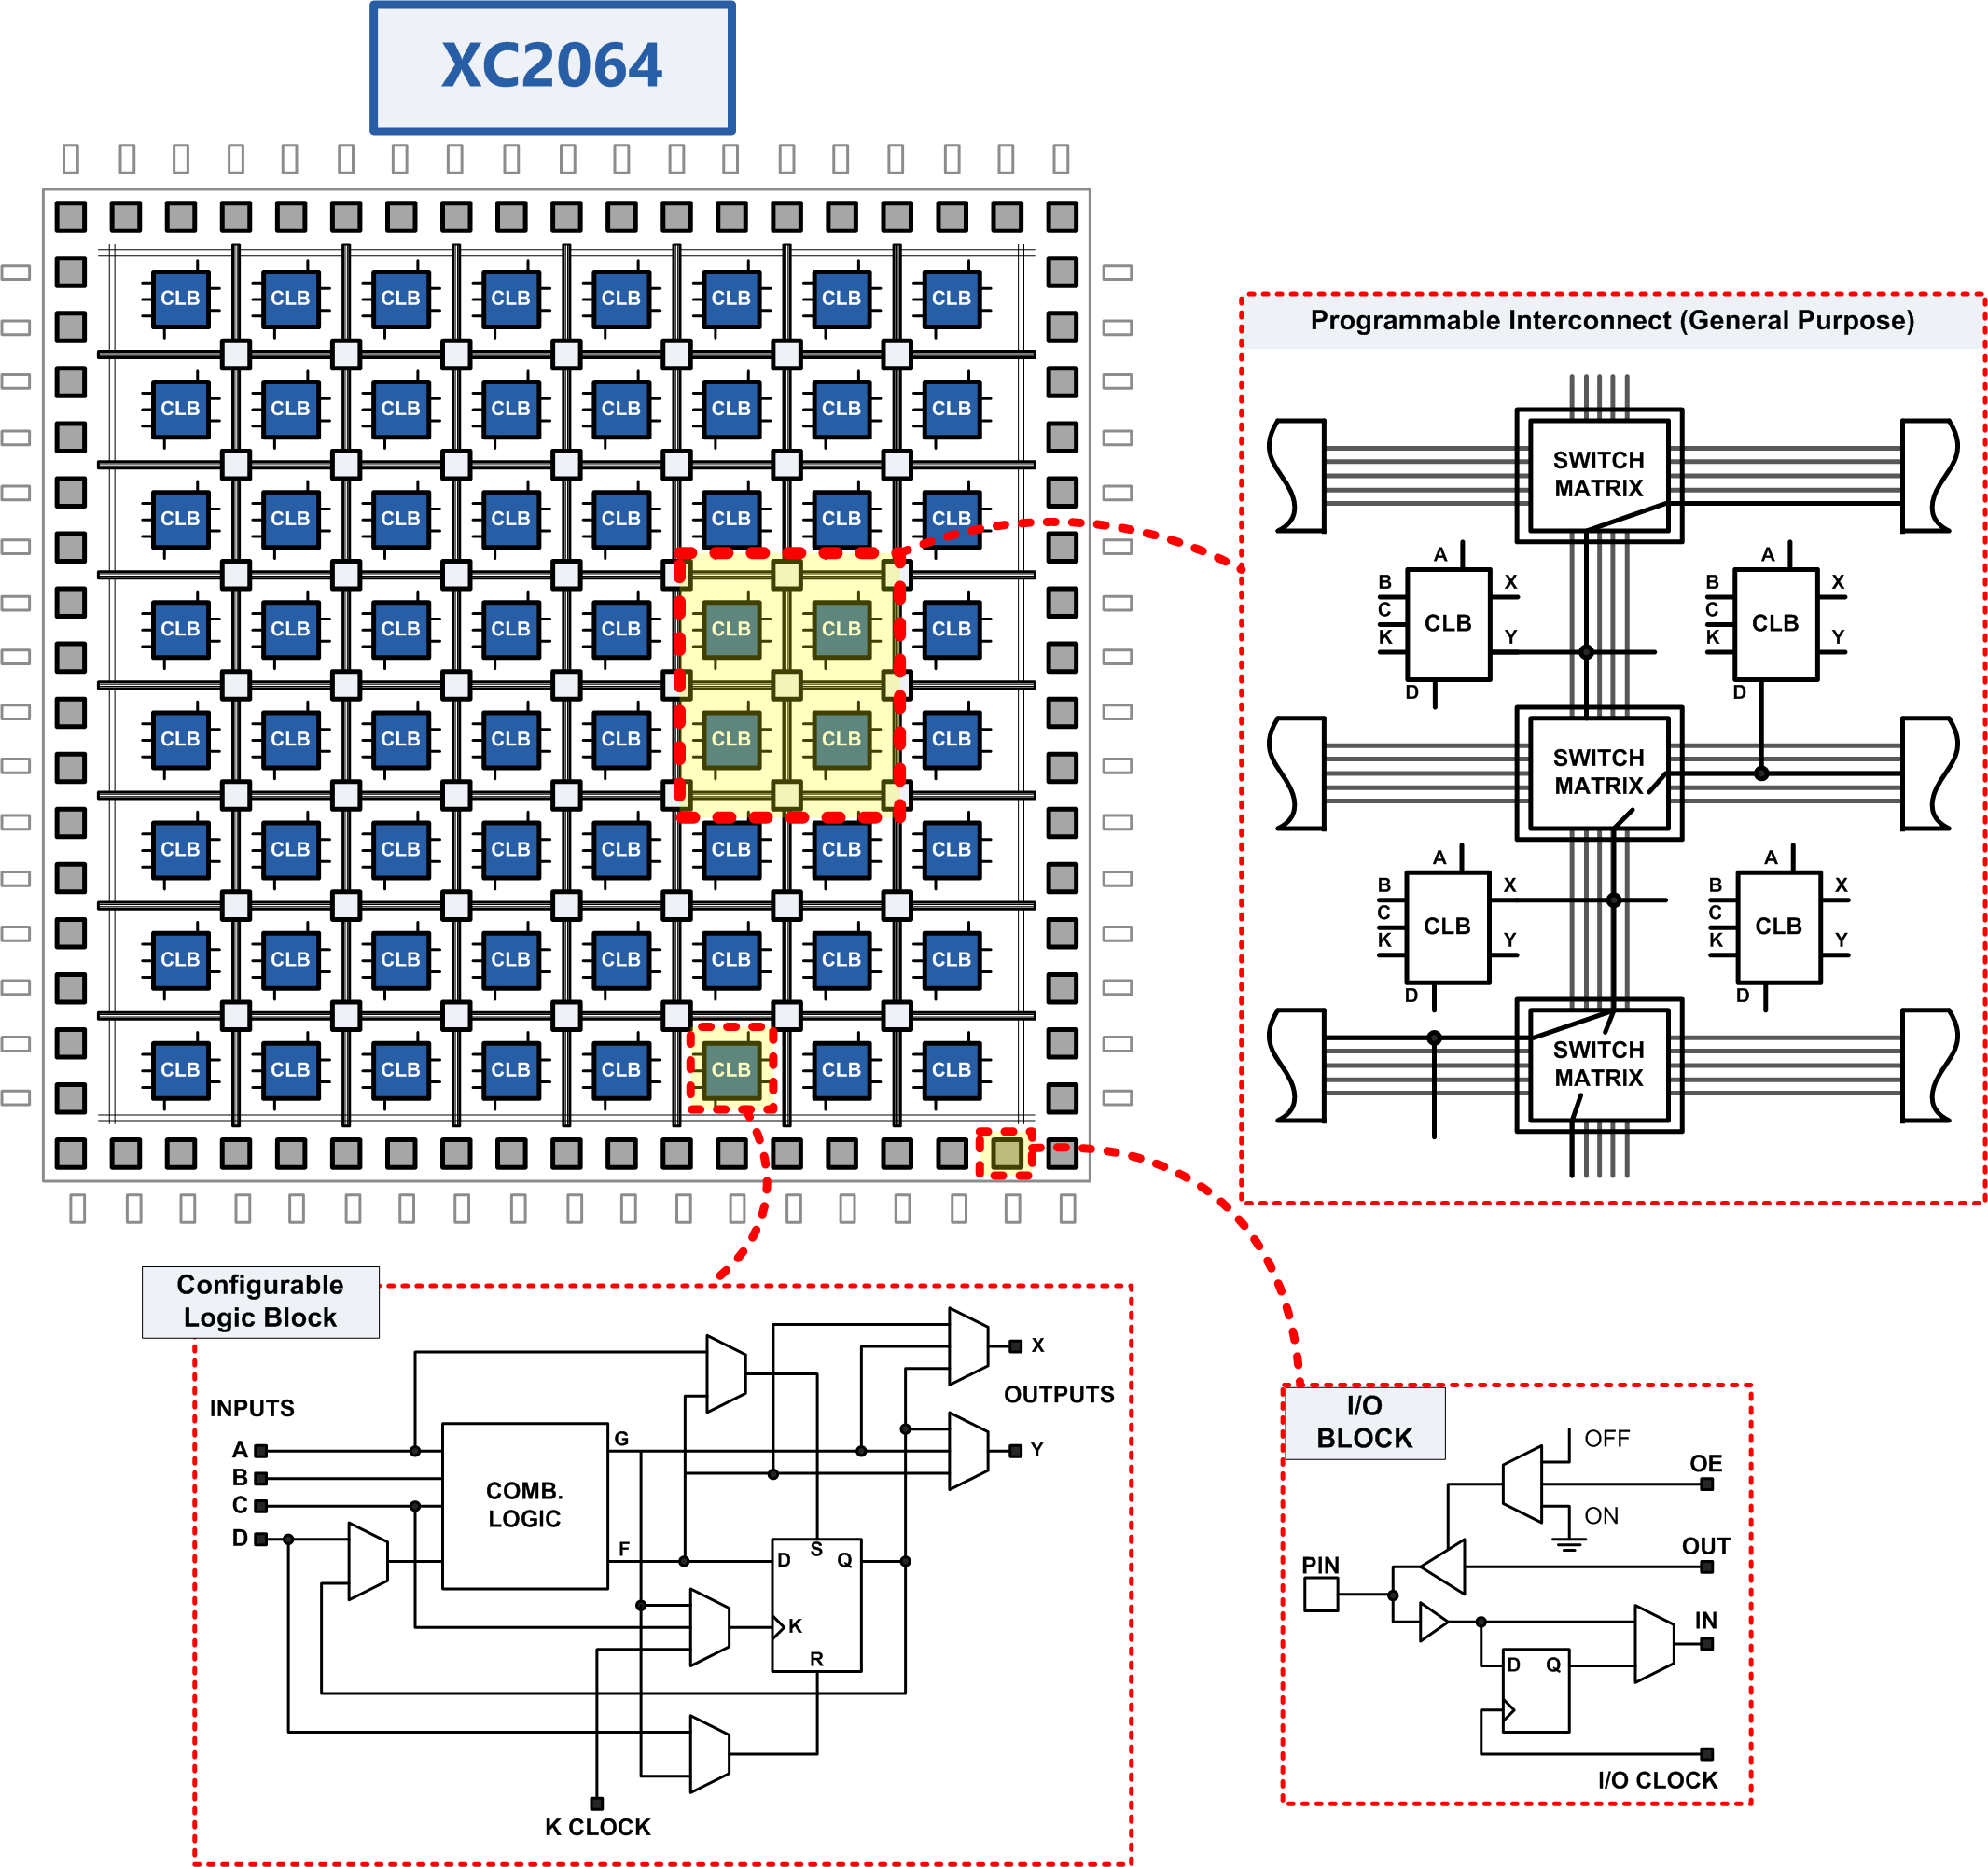 XC2064
CLB CLB CLB CLB CLB CLB CLB CLB
CLB CLB CLB CLB CLB CLB CLB CLB
CLB CLB CLB CLB CLB CLB CLB CLB
CLB CLB CLB CLB CLB CLB CLB CLB
CLB CLB CLB CLB CLB CLB CLB CLB
CLB CLB CLB CLB CLB CLB CLB CLB
CLB CLB CLB CLB CLB CLB CLB CLB
CLB CLB CLB CLB CLB CLB CLB CLB
Programmable Interconnect (General Purpose)
SWITCH
MATRIX
A A
B X B X
C C
CLB CLB
K Y K Y
D D
SWITCH
MATRIX
A A
B X B X
C C
CLB CLB
K Y K Y
D D
SWITCH
MATRIX
Configurable
Logic Block
X
OUTPUTS
INPUTS
G
A Y
B
COMB.
C
LOGIC
D
F
D S Q
K
R
K CLOCK
I/O
BLOCK
OFF
OE
ON
OUT
PIN
IN
D Q
I/O CLOCK